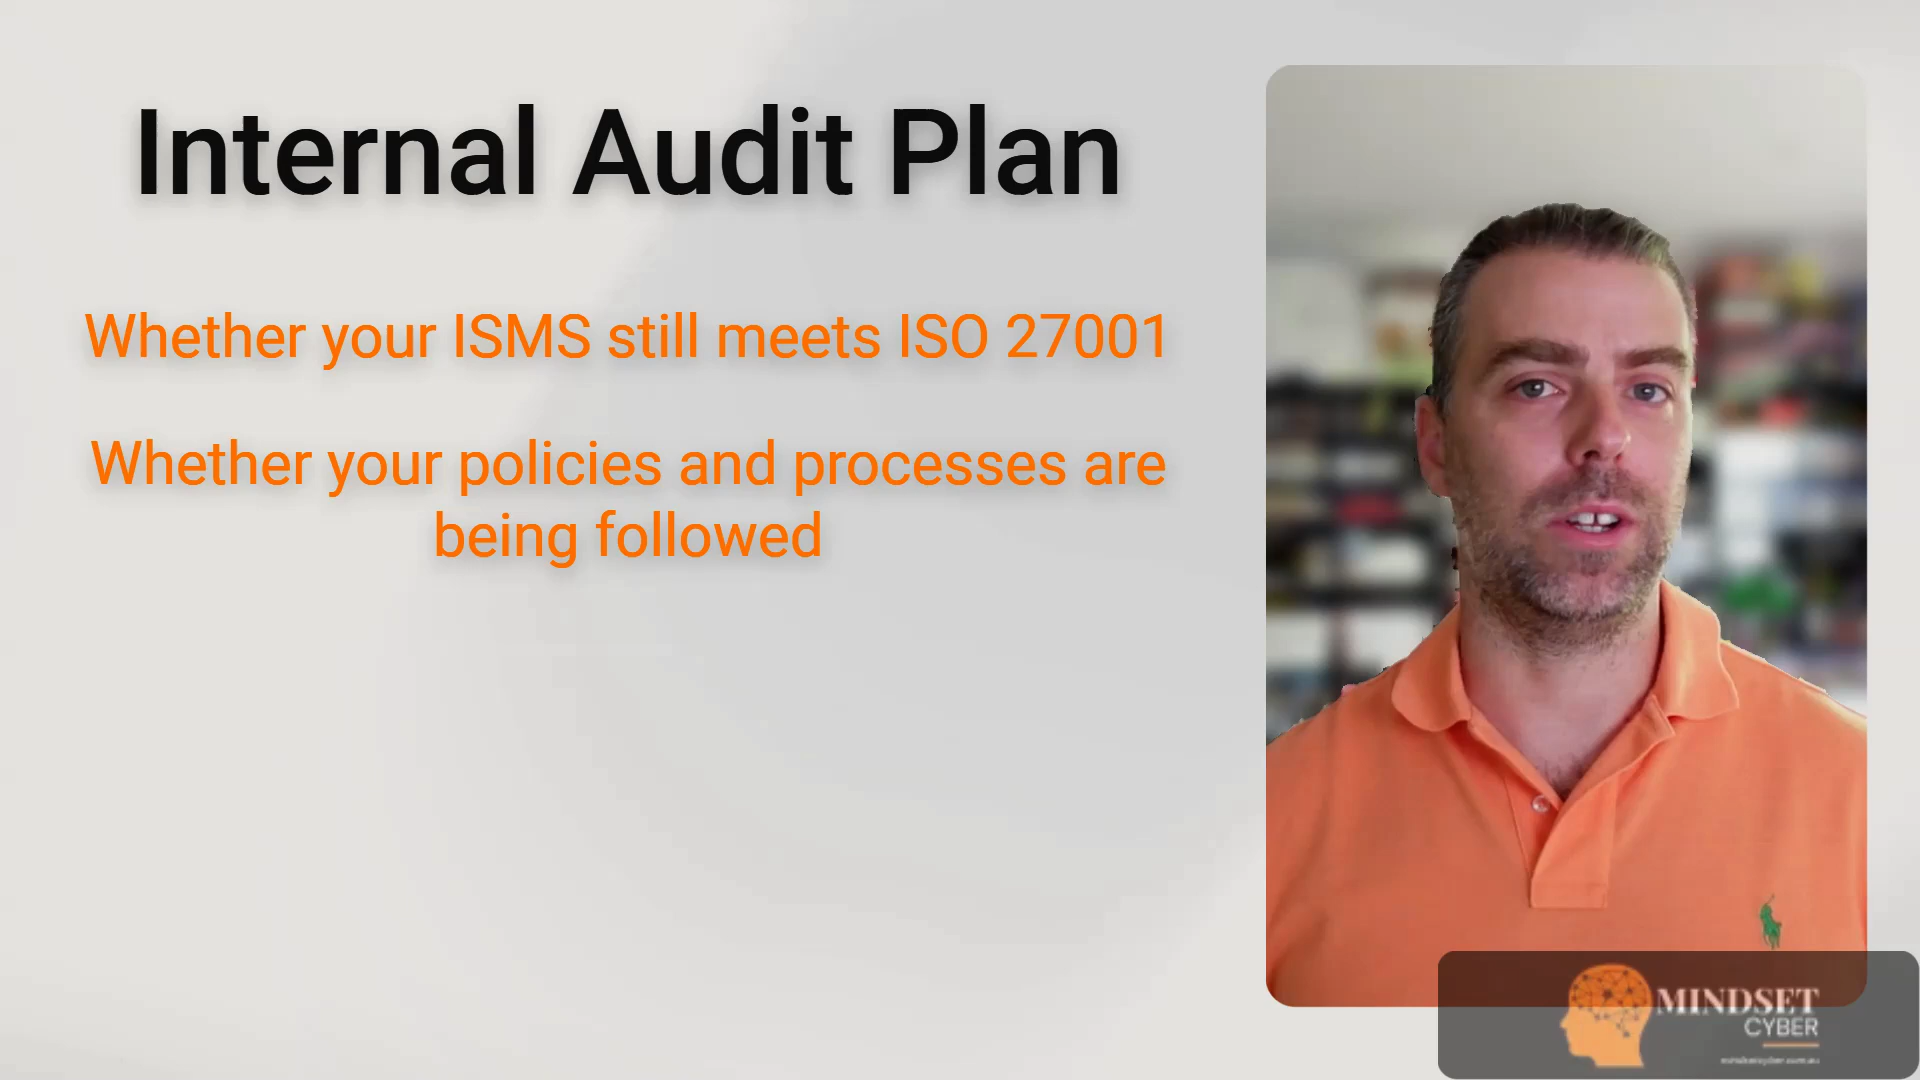 Internal Audit Plan
Whether your ISMS still meets ISO 27001
Whether your policies and processes are
being followed
MINDSET
CYBER